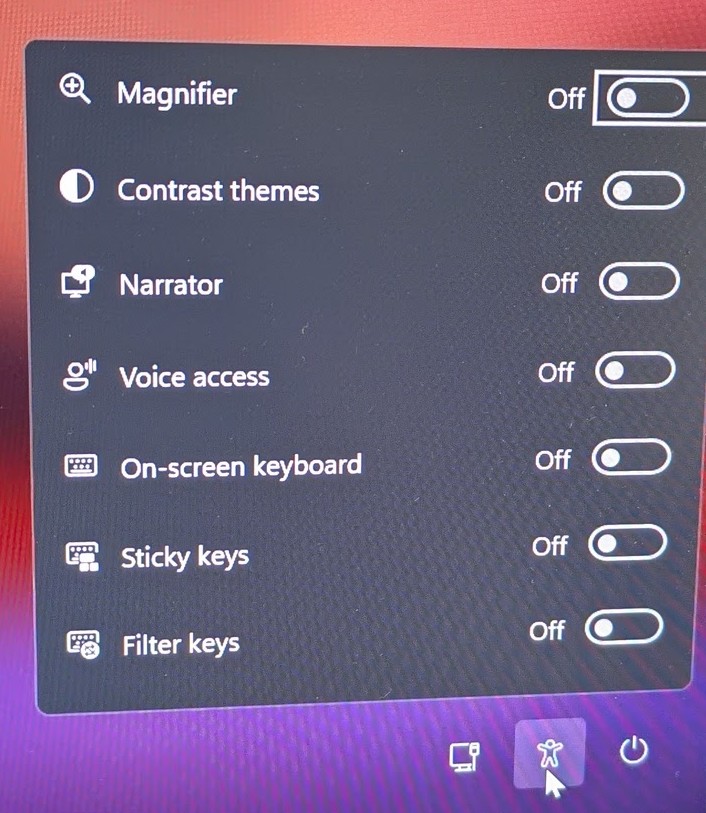 Magnifier Off
Contrast themes Off
Narrator Off
Voice access Off
On-screen keyboard Off
Sticky keys Off
Filter keys Off